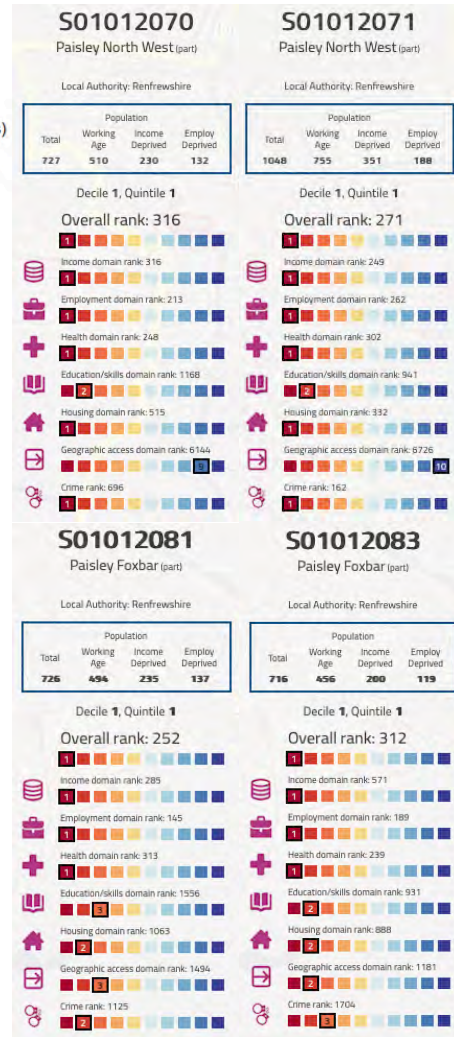 s)
S01012070
Paisley North West (part)
Local Authority: Renfrewshire
Population
Total Working Age Income Deprived Employ Deprived
727 510 230 132
Decile 1, Quintile 1
Overall rank: 316
1
Income domain rank: 316
1
Employment domain rank: 213
1
Health domain rank: 248
1
Education/skills domain rank: 1168
2
Housing domain rank: 515
1
Geographic access domain rank: 6144
9
Crime rank: 696
1
S01012071
Paisley North West (part)
Local Authority: Renfrewshire
Population
Total Working Age Income Deprived Employ Deprived
1048 755 351 188
Decile 1, Quintile 1
Overall rank: 271
1
Income domain rank: 249
1
Employment domain rank: 262
1
Health domain rank: 302
1
Education/skills domain rank: 941
2
Housing domain rank: 332
1
Geographic access domain rank: 6726
10
Crime rank: 162
1
S01012081
Paisley Foxbar (part)
Local Authority: Renfrewshire
Population
Total Working Age Income Deprived Employ Deprived
726 494 235 137
Decile 1, Quintile 1
Overall rank: 252
1
Income domain rank: 285
1
Employment domain rank: 145
1
Health domain rank: 313
1
Education/skills domain rank: 1556
3
Housing domain rank: 1063
2
Geographic access domain rank: 1494
3
Crime rank: 1125
2
S01012083
Paisley Foxbar (part)
Local Authority: Renfrewshire
Population
Total Working Age Income Deprived Employ Deprived
716 456 200 119
Decile 1, Quintile 1
Overall rank: 312
1
Income domain rank: 571
1
Employment domain rank: 189
1
Health domain rank: 239
1
Education/skills domain rank: 931
2
Housing domain rank: 888
2
Geographic access domain rank: 1181
2
Crime rank: 1704
3